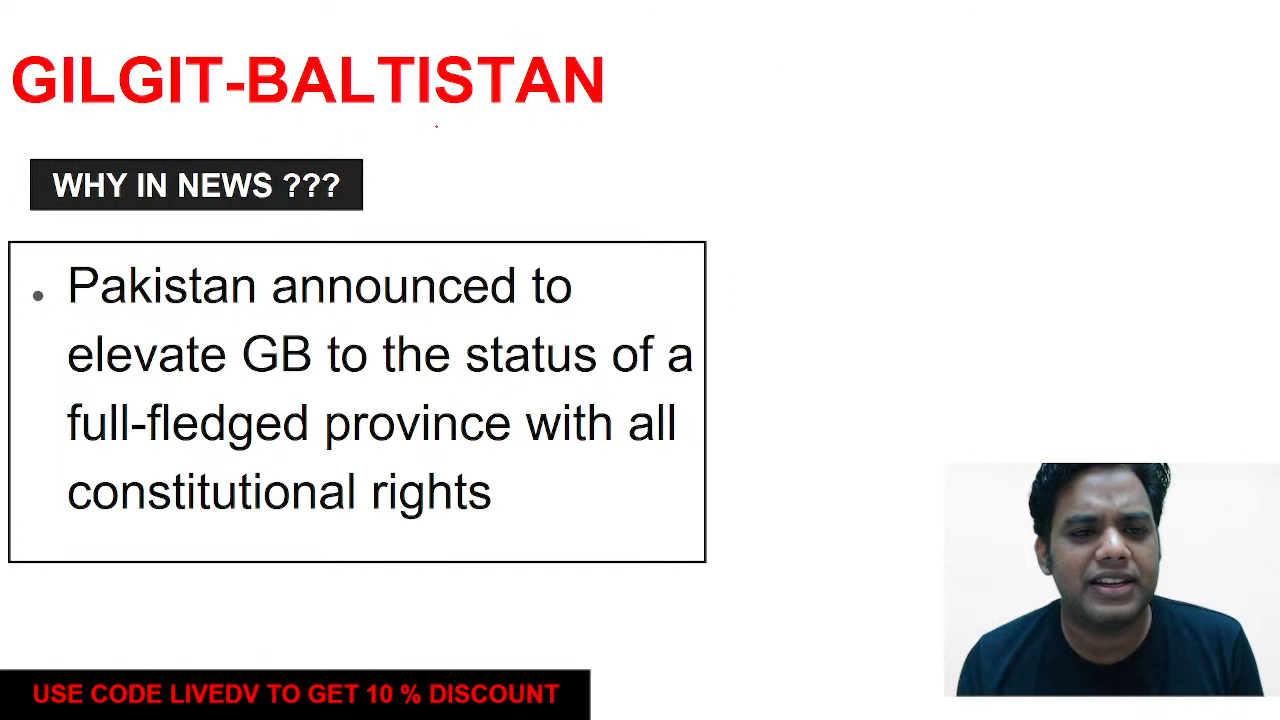 GILGIT-BALTISTAN
WHY IN NEWS ???
• Pakistan announced to
elevate GB to the status of a
full-fledged province with all
constitutional rights
USE CODE LIVEDV TO GET 10 % DISCOUNT